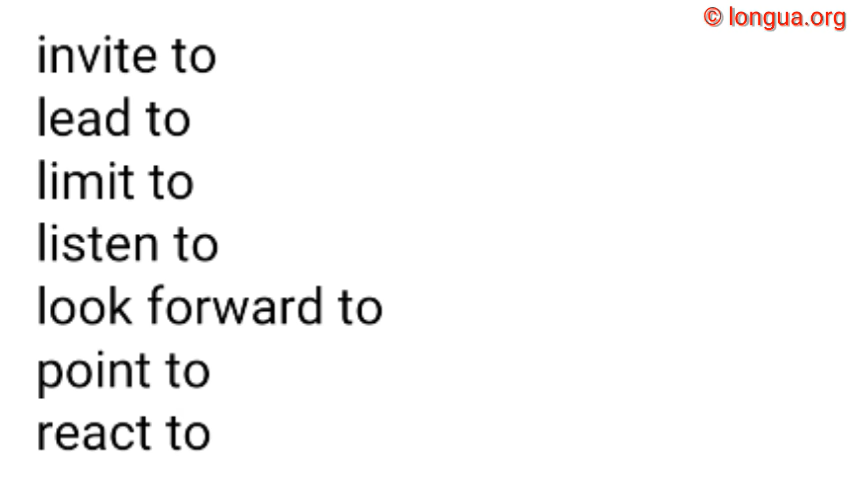 © longua.org
invite to
lead to
limit to
listen to
look forward to
point to
react to